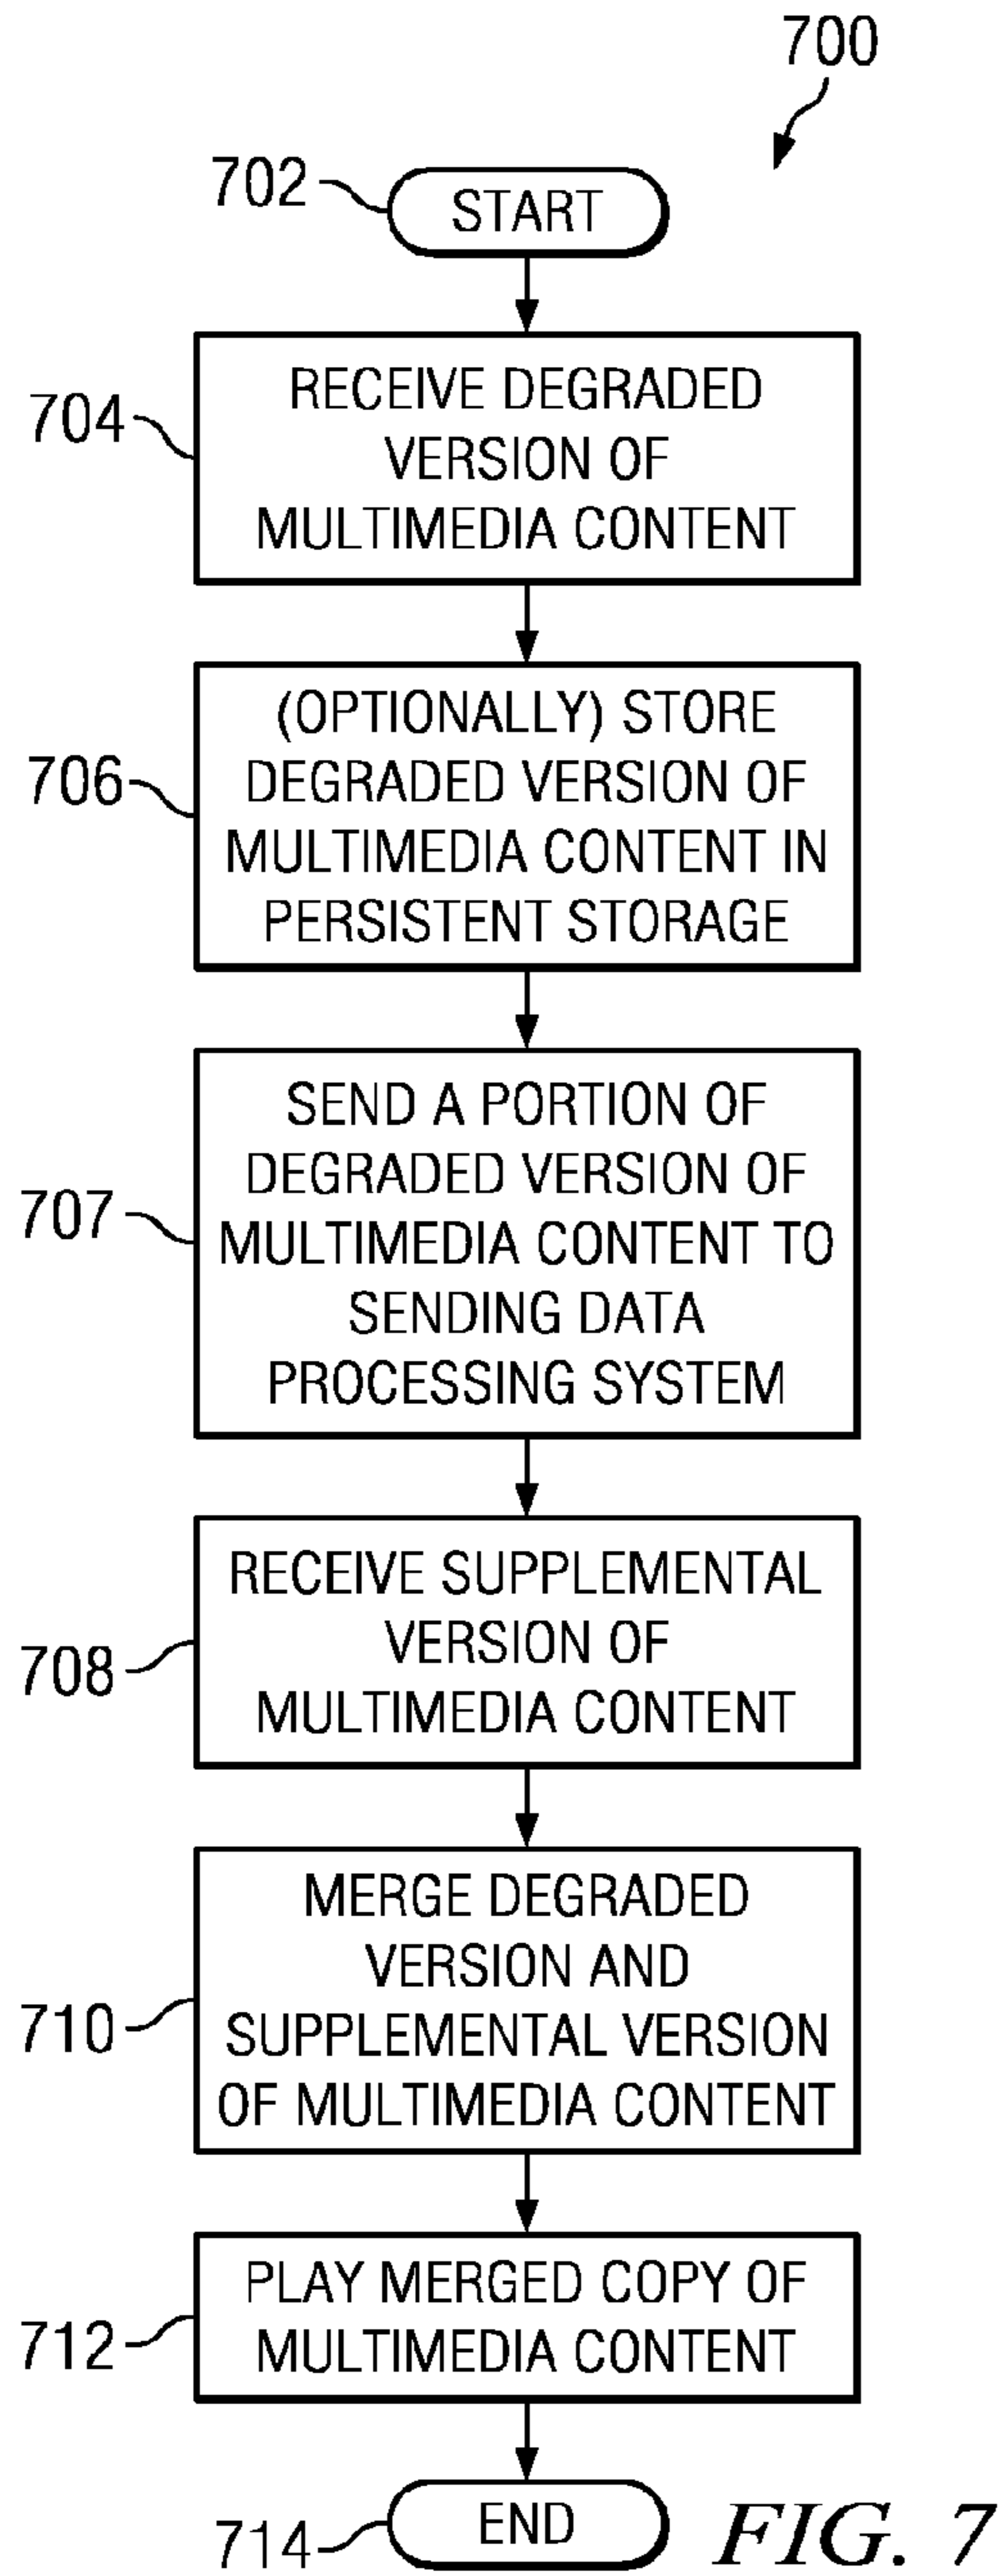 700
702
START
704
RECEIVE DEGRADED
VERSION OF
MULTIMEDIA CONTENT
706
(OPTIONALLY) STORE
DEGRADED VERSION OF
MULTIMEDIA CONTENT IN
PERSISTENT STORAGE
707
SEND A PORTION OF
DEGRADED VERSION OF
MULTIMEDIA CONTENT TO
SENDING DATA
PROCESSING SYSTEM
708
RECEIVE SUPPLEMENTAL
VERSION OF
MULTIMEDIA CONTENT
710
MERGE DEGRADED
VERSION AND
SUPPLEMENTAL VERSION
OF MULTIMEDIA CONTENT
712
PLAY MERGED COPY OF
MULTIMEDIA CONTENT
714
END
FIG. 7